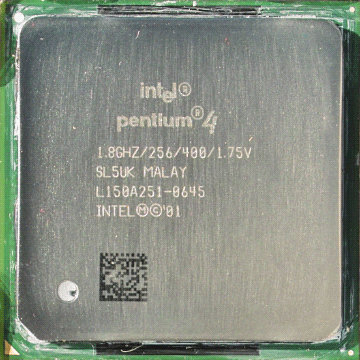 intel®
pentium® 4
1.8GHZ/256/400/1.75V
SL5UK MALAY
L150A251-0645
INTEL Ⓜ Ⓒ '01